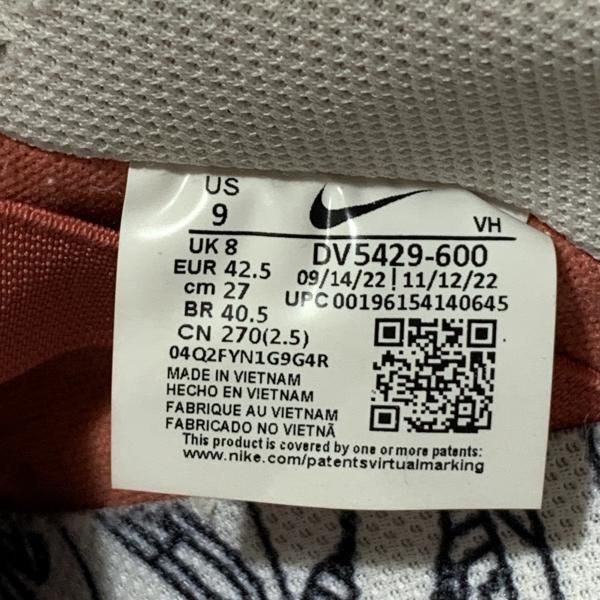 US
9
VH
UK 8
DV5429-600
EUR 42.5
09/14/22 | 11/12/22
cm 27
UPC 00196154140645
BR 40.5
CN 270(2.5)
04Q2FYN1G9G4R
MADE IN VIETNAM
HECHO EN VIETNAM
FABRIQUE AU VIETNAM
FABRICADO NO VIETNÃ
This product is covered by one or more patents:
www.nike.com/patentsvirtualmarking